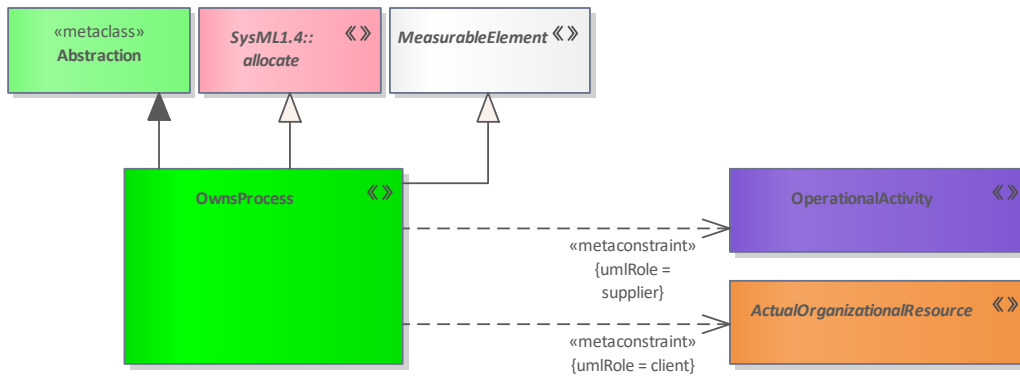 «metaclass»
Abstraction
SysML1.4::
allocate
«»
MeasurableElement «»
OwnsProcess «»
OperationalActivity «»
«metaconstraint»
{umlRole =
supplier}
ActualOrganizationalResource «»
«metaconstraint»
{umlRole = client}